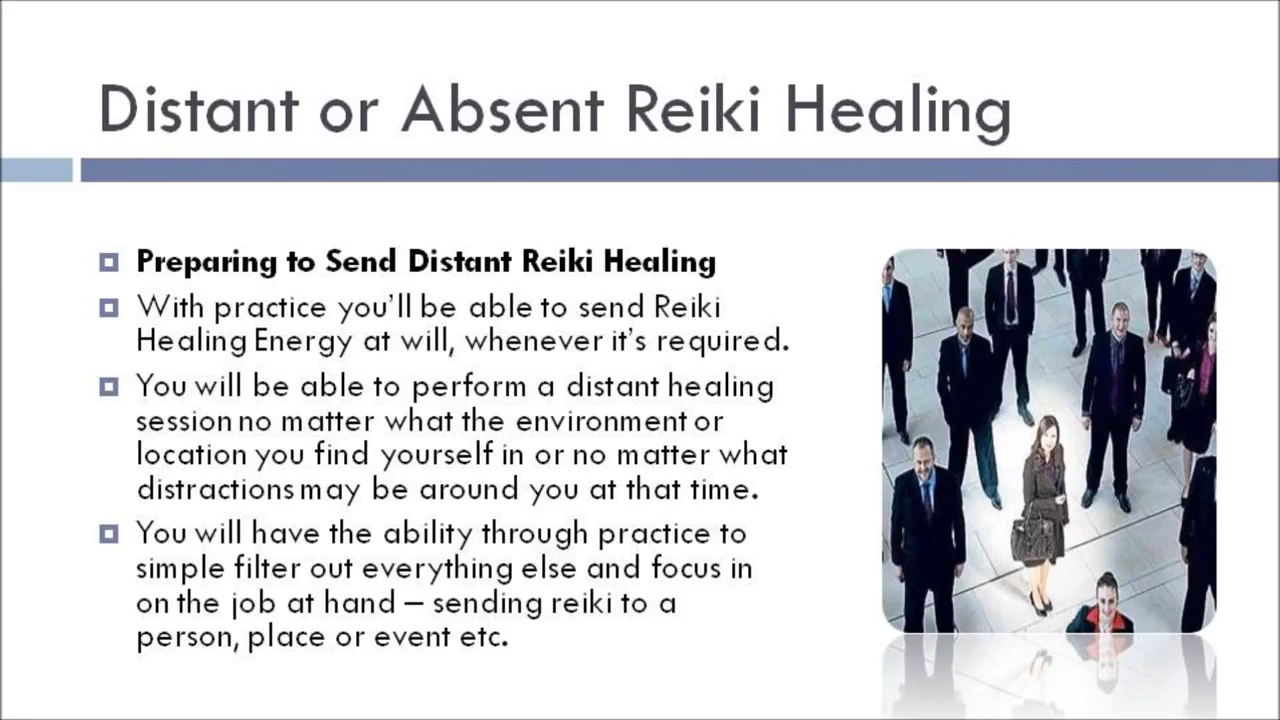 Distant or Absent Reiki Healing
Preparing to Send Distant Reiki Healing
With practice you'll be able to send Reiki
Healing Energy at will, whenever it's required.
You will be able to perform a distant healing
session no matter what the environment or
location you find yourself in or no matter what
distractions may be around you at that time.
You will have the ability through practice to
simple filter out everything else and focus in
on the job at hand – sending reiki to a
person, place or event etc.